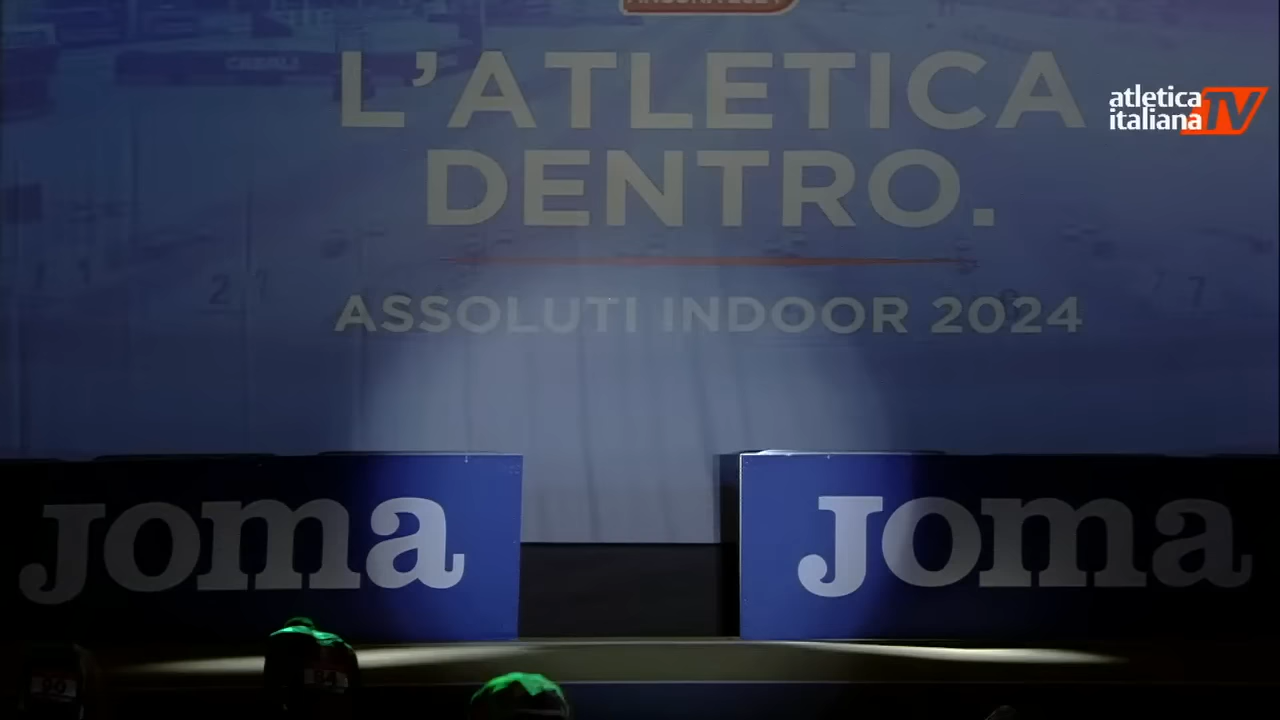 L'ATLETICA
DENTRO.
ASSOLUTI INDOOR 2024
atletica
italiana TV
JOMA
JOMA